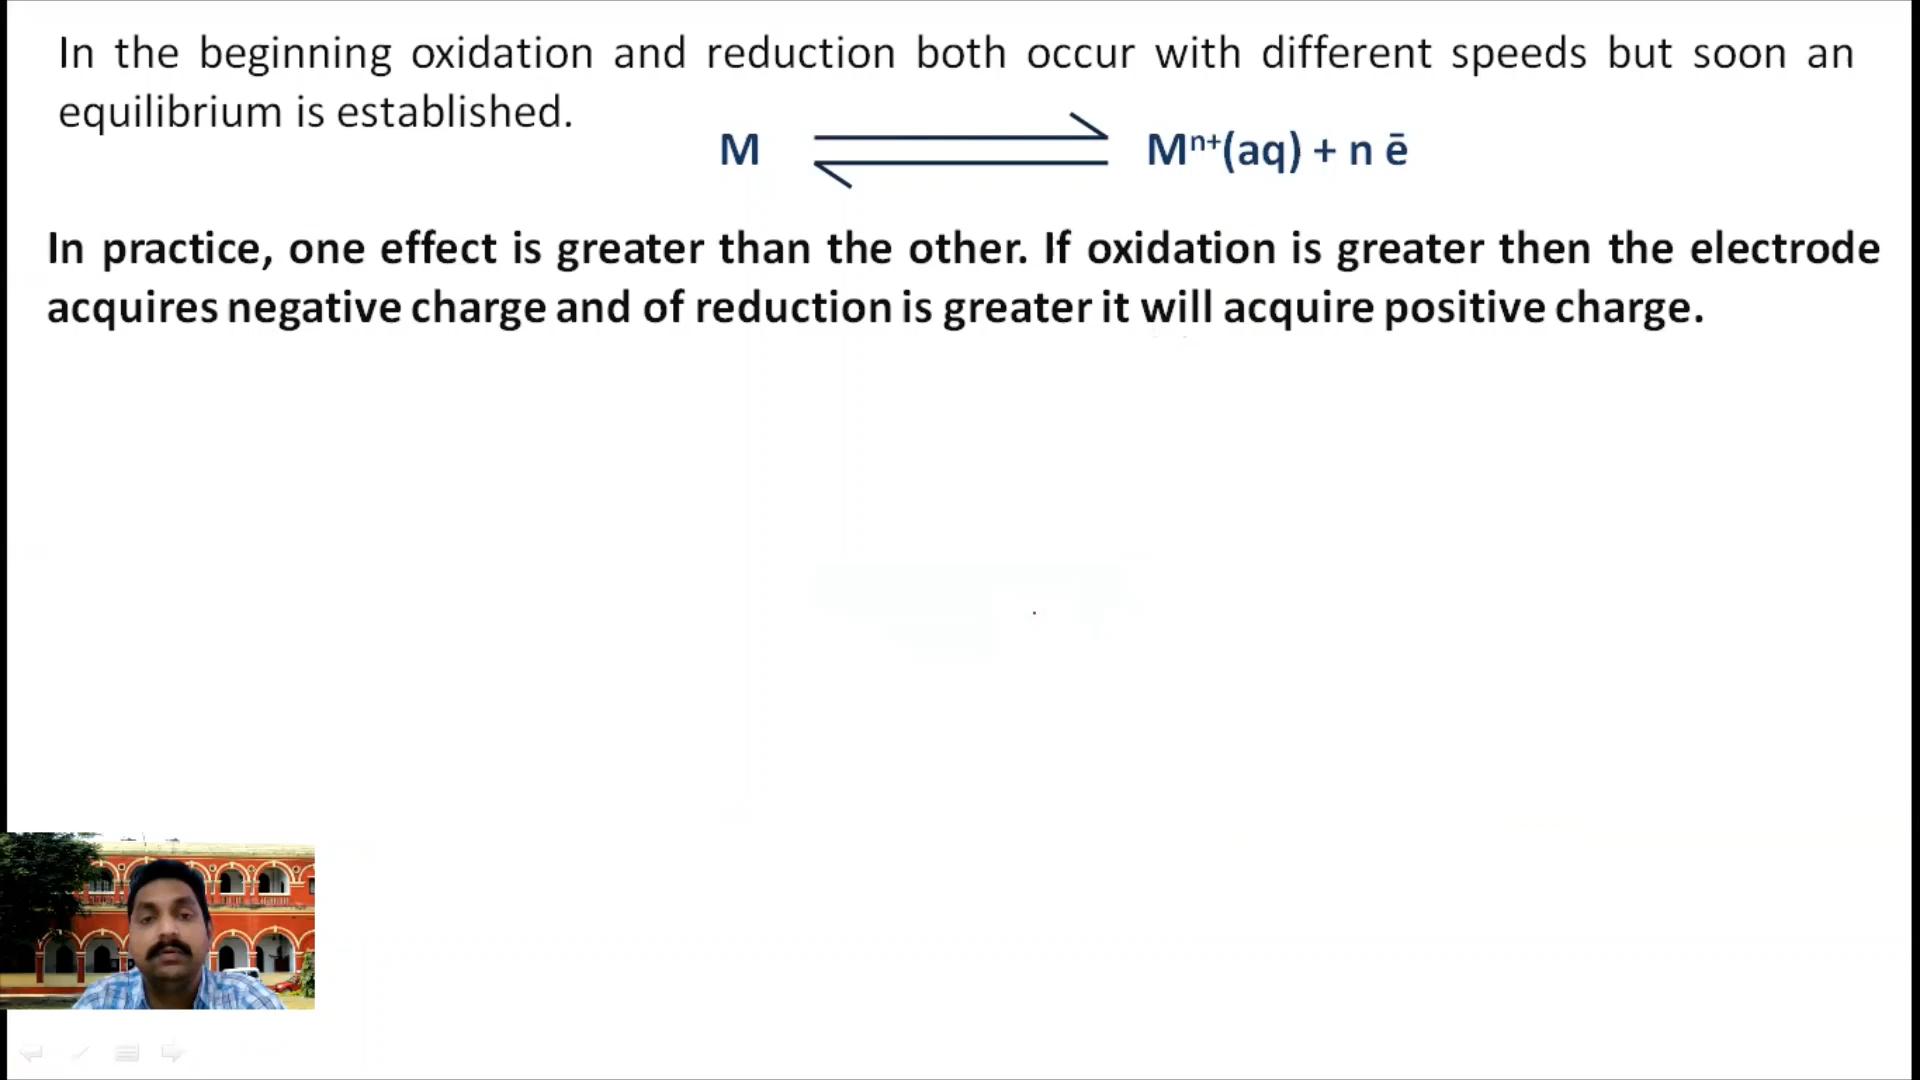 In the beginning oxidation and reduction both occur with different speeds but soon an
equilibrium is established.
M ⇌ Mⁿ⁺(aq) + n ē
In practice, one effect is greater than the other. If oxidation is greater then the electrode
acquires negative charge and of reduction is greater it will acquire positive charge.